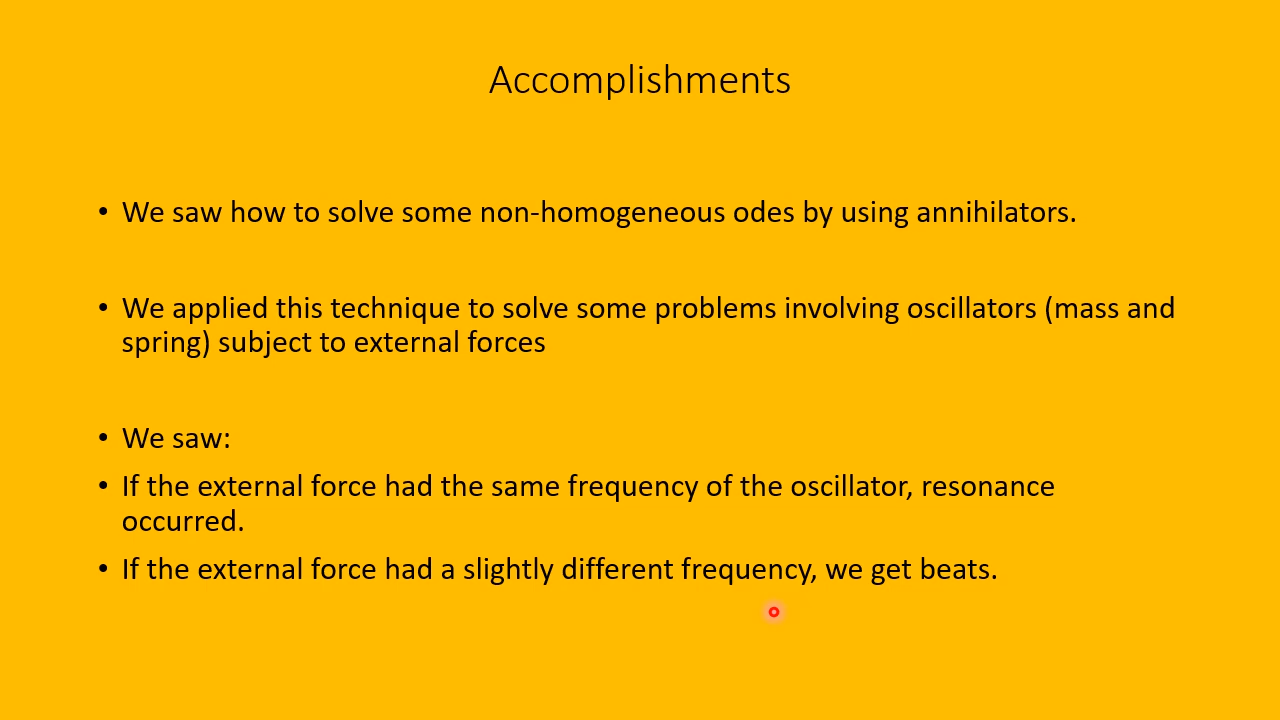 Accomplishments
• We saw how to solve some non-homogeneous odes by using annihilators.
• We applied this technique to solve some problems involving oscillators (mass and
spring) subject to external forces
• We saw:
• If the external force had the same frequency of the oscillator, resonance
occurred.
• If the external force had a slightly different frequency, we get beats.